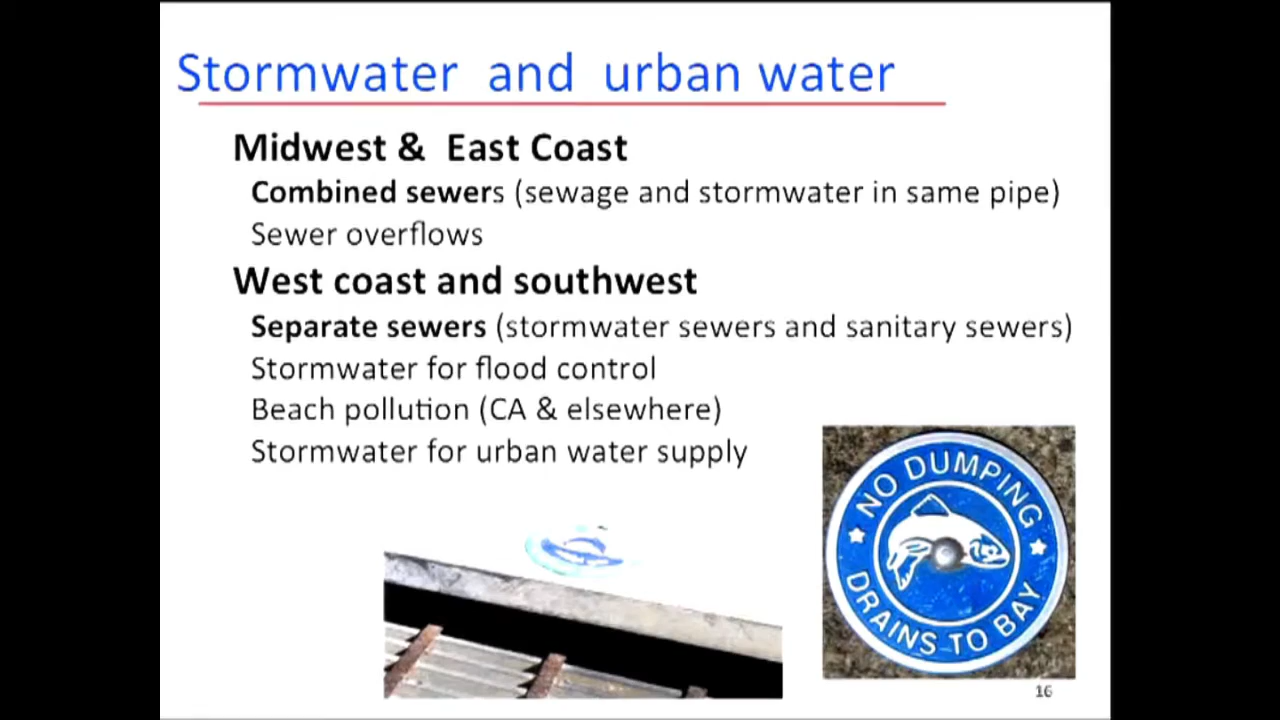 Stormwater and urban water
Midwest & East Coast
Combined sewers (sewage and stormwater in same pipe)
Sewer overflows
West coast and southwest
Separate sewers (stormwater sewers and sanitary sewers)
Stormwater for flood control
Beach pollution (CA & elsewhere)
Stormwater for urban water supply
NO DUMPING
DRAINS TO BAY
16